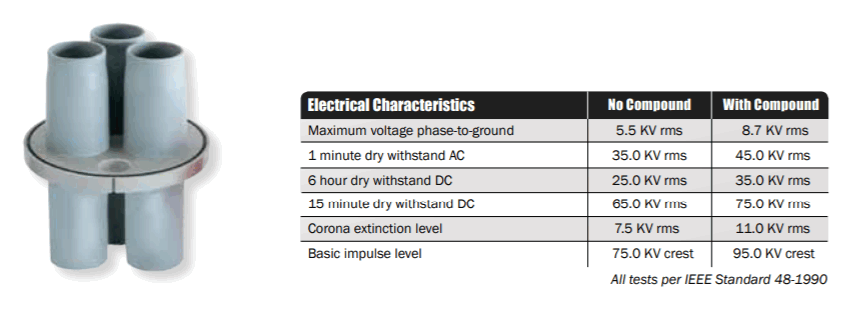 Electrical Characteristics No Compound With Compound
Maximum voltage phase-to-ground 5.5 KV rms 8.7 KV rms
1 minute dry withstand AC 35.0 KV rms 45.0 KV rms
6 hour dry withstand DC 25.0 KV rms 35.0 KV rms
15 minute dry withstand DC 65.0 KV rms 75.0 KV rms
Corona extinction level 7.5 KV rms 11.0 KV rms
Basic impulse level 75.0 KV crest 95.0 KV crest
All tests per IEEE Standard 48-1990